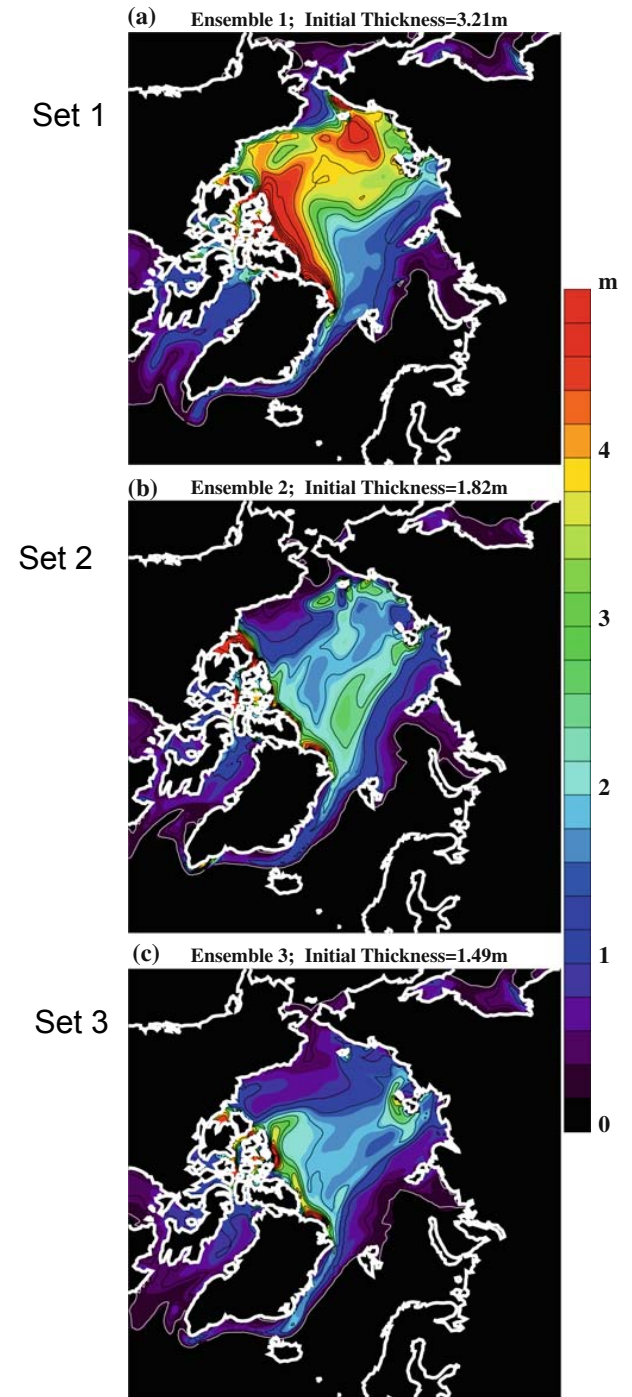 (a) Ensemble 1; Initial Thickness=3.21m
Set 1
m
4
(b) Ensemble 2; Initial Thickness=1.82m
Set 2
3
2
(c) Ensemble 3; Initial Thickness=1.49m
1
Set 3
0